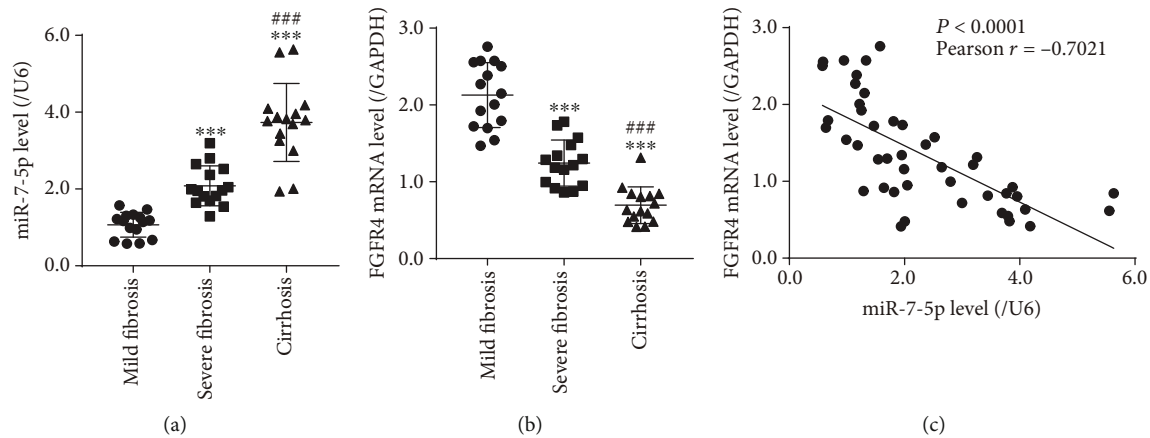 miR-7-5p level (/U6)
6.0
4.0
2.0
0.0
***
###
***
Mild fibrosis
Severe fibrosis
Cirrhosis
(a)
FGFR4 mRNA level (/GAPDH)
3.0
2.0
1.0
0.0
***
###
***
Mild fibrosis
Severe fibrosis
Cirrhosis
(b)
FGFR4 mRNA level (/GAPDH)
3.0
2.0
1.0
0.0
P < 0.0001
Pearson r = –0.7021
0.0 2.0 4.0 6.0
miR-7-5p level (/U6)
(c)